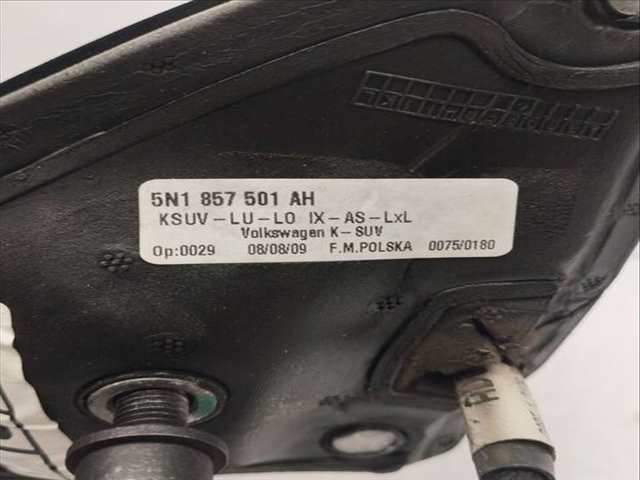 5N1 857 501 AH
KSUV-LU-LO IX-AS-LxL
Volkswagen K-SUV
Op:0029 08/08/09 F.M.POLSKA 0075/0180